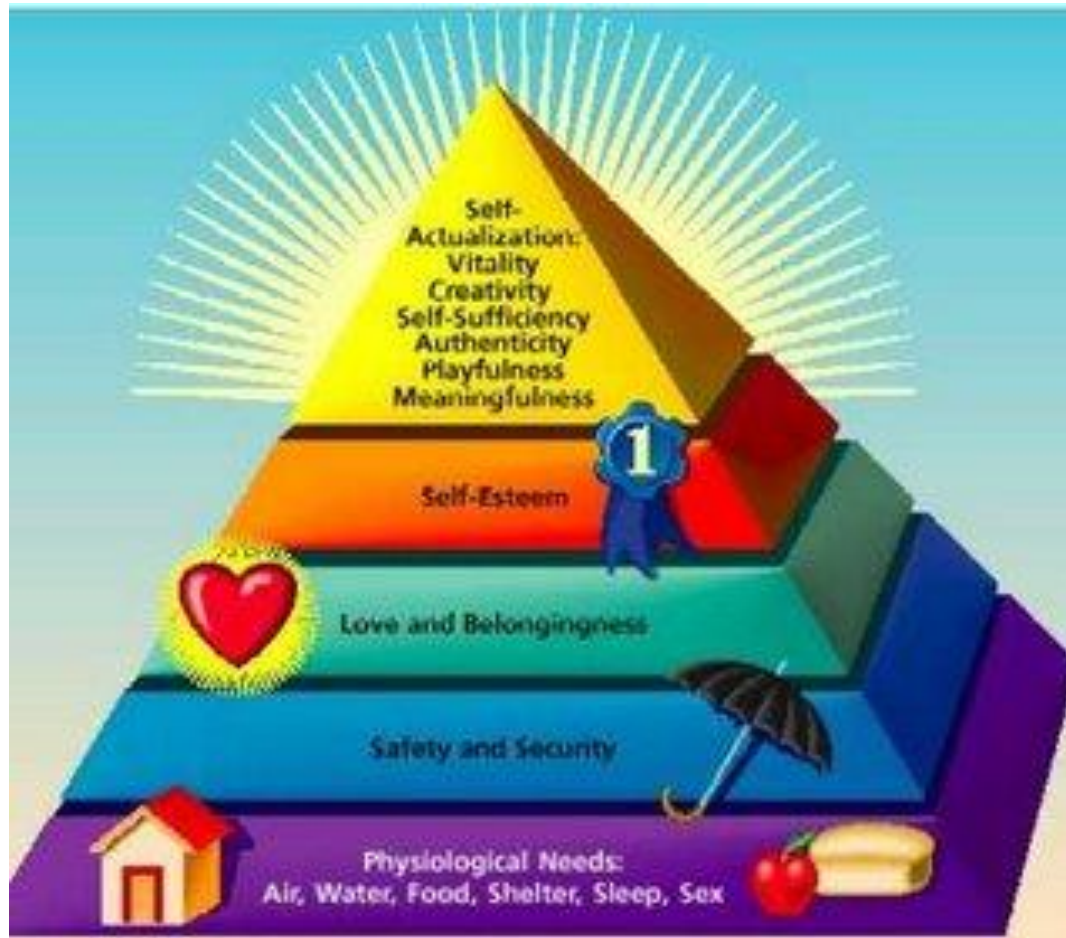 Self-
Actualization:
Vitality
Creativity
Self-Sufficiency
Authenticity
Playfulness
Meaningfulness
1
Self-Esteem
Love and Belongingness
Safety and Security
Physiological Needs:
Air, Water, Food, Shelter, Sleep, Sex